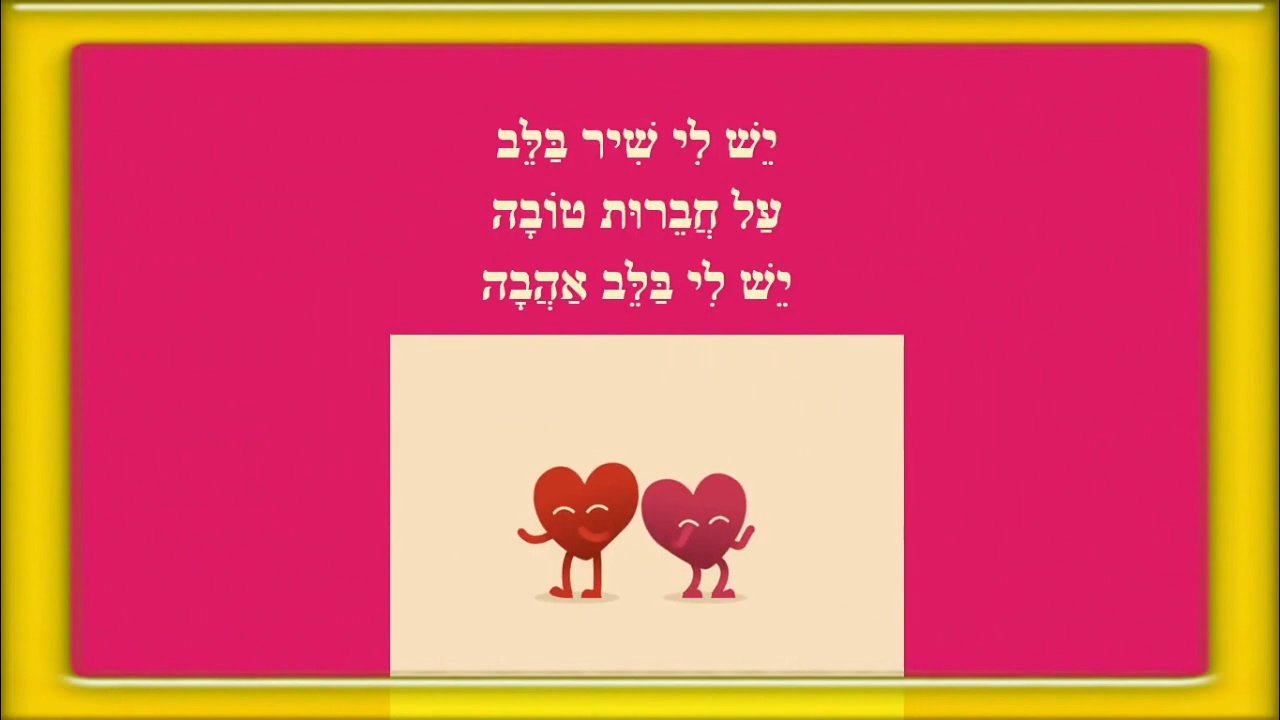 יֵשׁ לִי שִׁיר בַּלֵּב
עַל חֲבֵרוּת טוֹבָה
יֵשׁ לִי בַּלֵּב אַהֲבָה